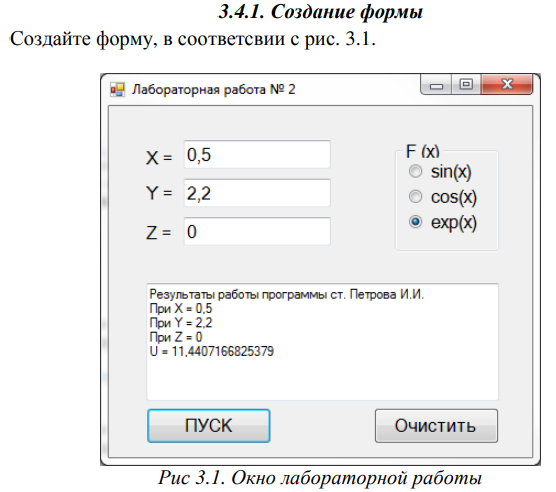 3.4.1. Создание формы
Создайте форму, в соответсвии с рис. 3.1.
Лабораторная работа № 2
X = 0,5
Y = 2,2
Z = 0
F (x)
sin(x)
cos(x)
exp(x)
Результаты работы программы ст. Петрова И.И.
При X = 0,5
При Y = 2,2
При Z = 0
U = 11,4407166825379
ПУСК
Очистить
Рис 3.1. Окно лабораторной работы